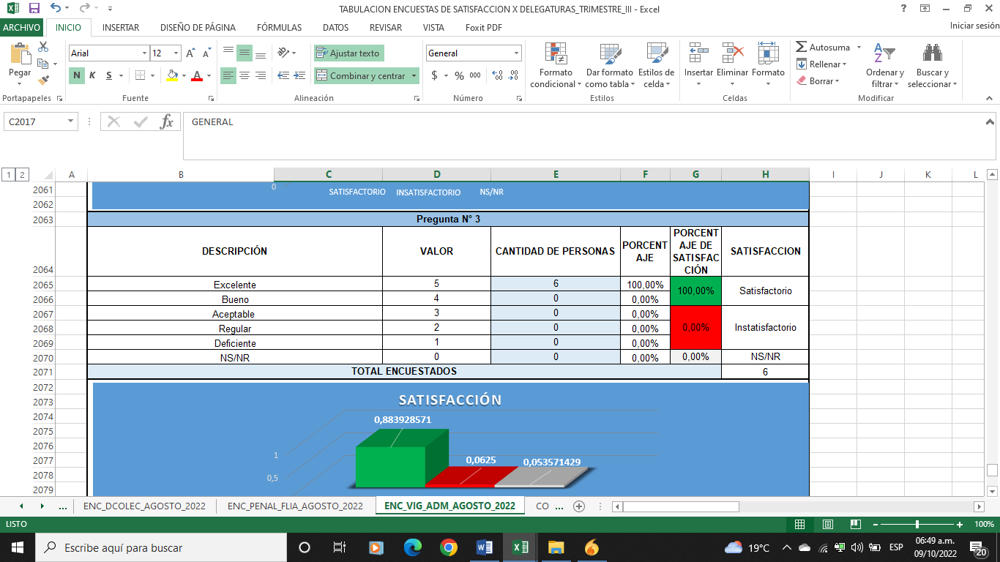 TABULACION ENCUESTAS DE SATISFACCION X DELEGATURAS_TRIMESTRE_III - Excel
?
ARCHIVO INICIO INSERTAR DISEÑO DE PÁGINA FÓRMULAS DATOS REVISAR VISTA Foxit PDF Iniciar sesión
Pegar
Portapapeles
Arial 12
N K S
Fuente
Ajustar texto
Combinar y centrar
Alineación
General
$ % 000
Número
Formato condicional
Dar formato como tabla
Estilos de celda
Estilos
Insertar Eliminar Formato
Celdas
Autosuma
Rellenar
Borrar
Ordenar y filtrar
Buscar y seleccionar
Modificar
C2017 fx GENERAL
1 2 A B C D E F G H I J K L
2061 0 SATISFACTORIO INSATISFACTORIO NS/NR
2062
2063 Pregunta N° 3
2064 DESCRIPCIÓN VALOR CANTIDAD DE PERSONAS PORCENTAJE PORCENTAJE DE SATISFACCIÓN SATISFACCION
2065 Excelente 5 6 100,00% 100,00% Satisfactorio
2066 Bueno 4 0 0,00%
2067 Aceptable 3 0 0,00%
2068 Regular 2 0 0,00% 0,00% Instatisfactorio
2069 Deficiente 1 0 0,00%
2070 NS/NR 0 0 0,00% 0,00% NS/NR
2071 TOTAL ENCUESTADOS 6
2072
2073 SATISFACCIÓN
2074 0,883928571
2075
2076
2077 1 0,0625 0,053571429
2078 0,5
2079
... ENC_DCOLEC_AGOSTO_2022 ENC_PENAL_FLIA_AGOSTO_2022 ENC_VIG_ADM_AGOSTO_2022 CO ...
LISTO 100%
Escribe aquí para buscar
19°C ESP 06:49 a.m.
09/10/2022
20